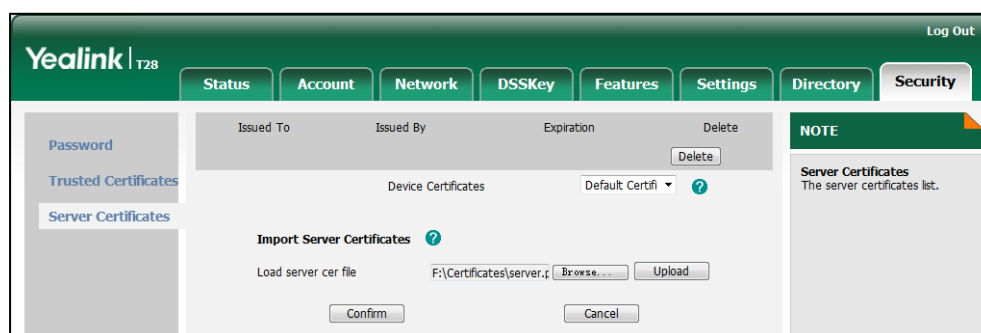 Log Out
Yealink | T28
Status Account Network DSSKey Features Settings Directory Security
Password
Trusted Certificates
Server Certificates
Issued To Issued By Expiration Delete
Delete
Device Certificates Default Certifi ?
Import Server Certificates ?
Load server cer file F:\Certificates\server.p Browse... Upload
Confirm Cancel
NOTE
Server Certificates
The server certificates list.